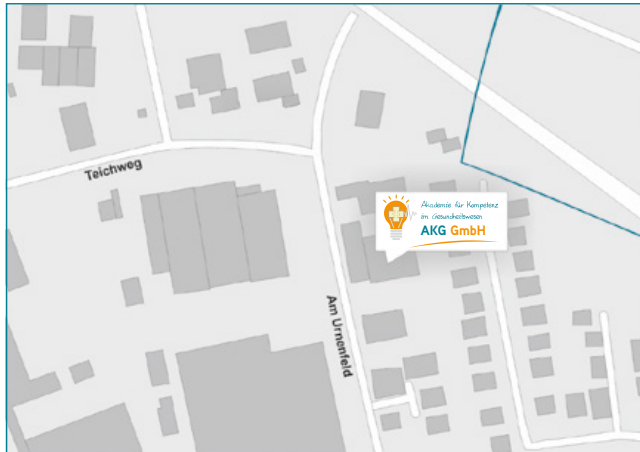 Teichweg
Akademie für Kompetenz
im Gesundheitswesen
AKG GmbH
Am Urnenfeld